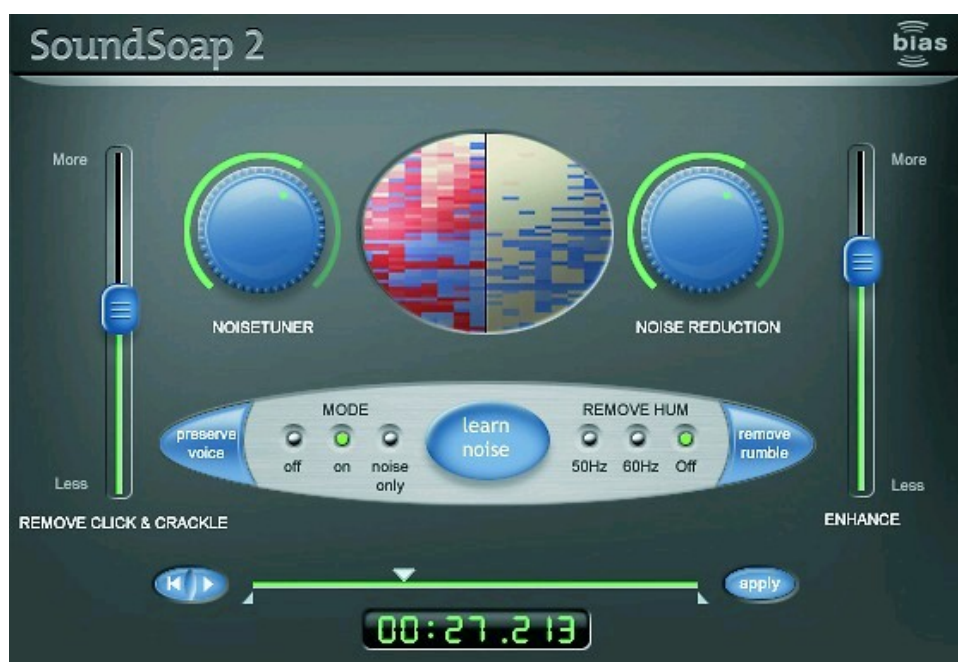 SoundSoap 2
bias
More
More
NOISETUNER
NOISE REDUCTION
MODE
REMOVE HUM
preserve
voice
off
on
noise
only
learn
noise
50Hz
60Hz
Off
remove
rumble
Less
Less
REMOVE CLICK & CRACKLE
ENHANCE
apply
00:27.213